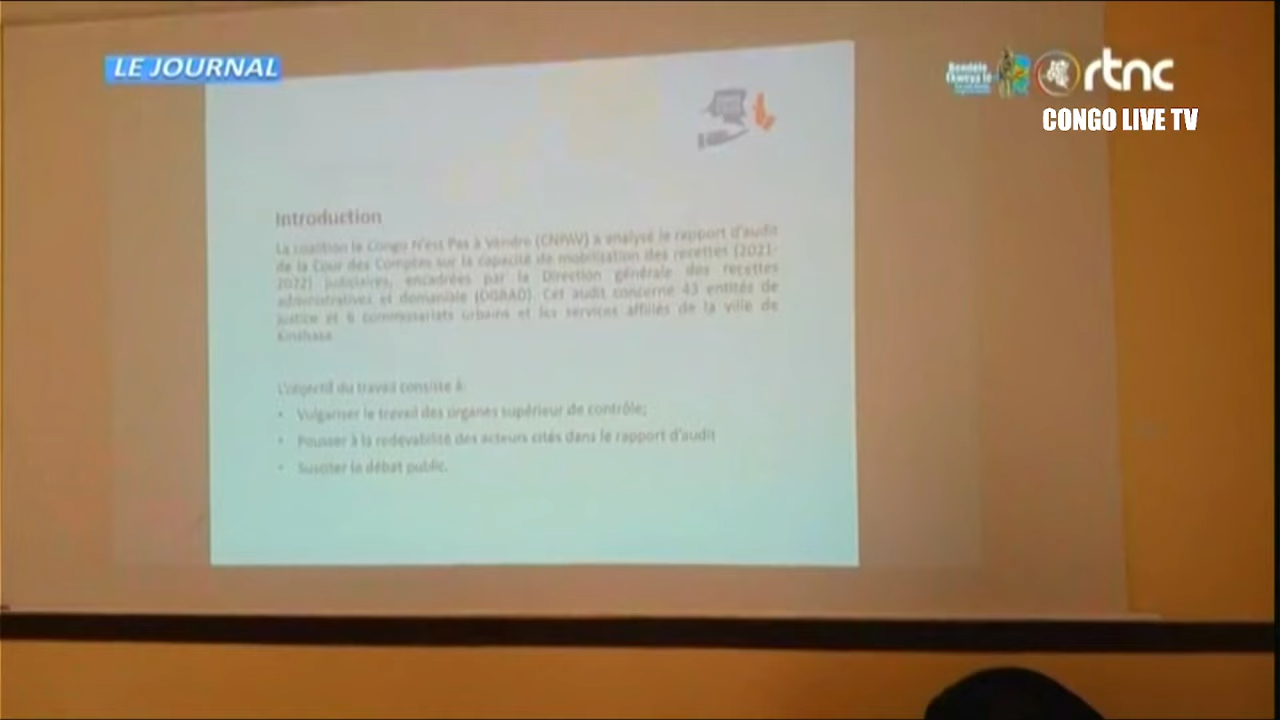 LE JOURNAL
rtnc
CONGO LIVE TV
Introduction
La coalition le Congo N'est Pas à Vendre (CNPAV) a analysé le rapport d'audit
de la Cour des Comptes sur la capacité de mobilisation des recettes (2021-
2022) judiciaires, encadrées par la Direction générale des recettes
administratives et domaniale (DGRAD). Cet audit concerne 43 entités de
justice et 6 commissariats urbains et les services affiliés de la ville de
Kinshasa
L'objectif du travail consiste à:
• Vulgariser le travail des organes supérieur de contrôle;
• Pousser à la redevabilité des acteurs cités dans le rapport d'audit
• Susciter le débat public.